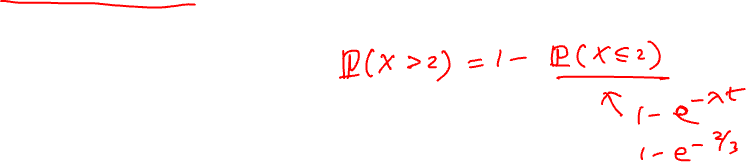 ℙ(X > 2) = 1 - ℙ(X ≤ 2)
↖ 1 - e^{-λt}
1 - e^{-2/3}